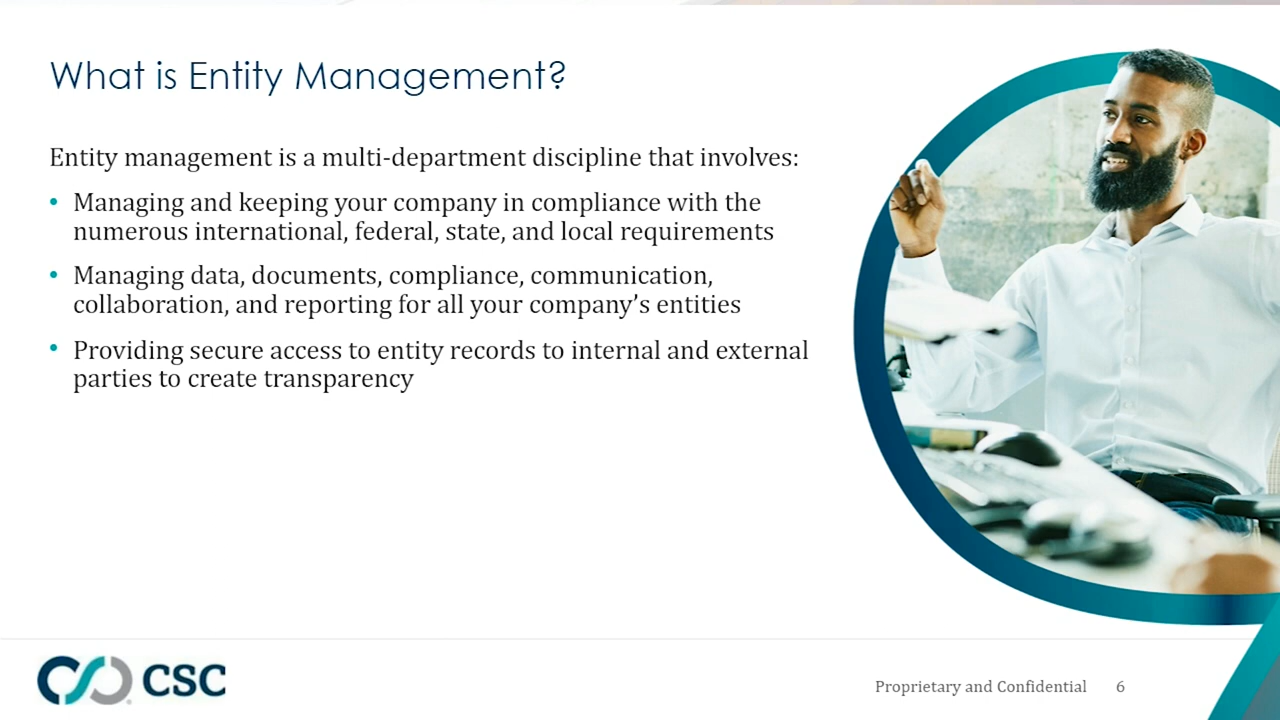 What is Entity Management?
Entity management is a multi-department discipline that involves:
• Managing and keeping your company in compliance with the
numerous international, federal, state, and local requirements
• Managing data, documents, compliance, communication,
collaboration, and reporting for all your company’s entities
• Providing secure access to entity records to internal and external
parties to create transparency
CSC
Proprietary and Confidential 6